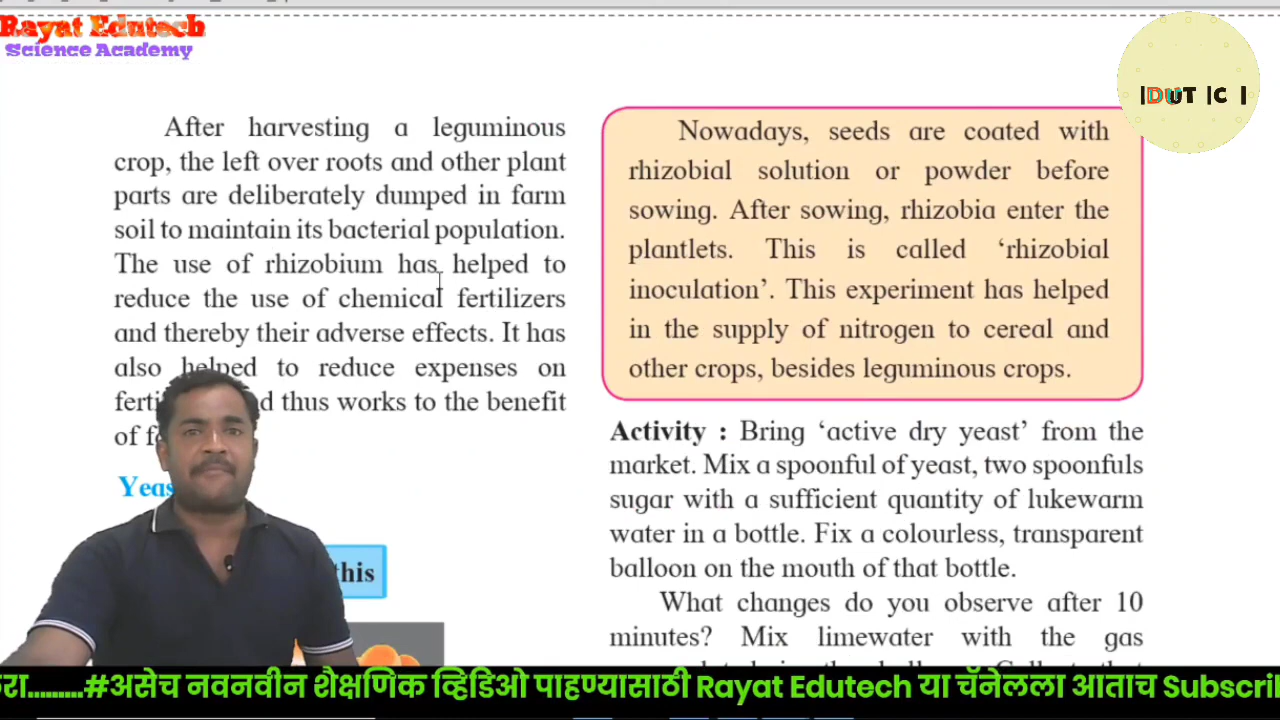 Rayat Edutech
Science Academy
After harvesting a leguminous
crop, the left over roots and other plant
parts are deliberately dumped in farm
soil to maintain its bacterial population.
The use of rhizobium has helped to
reduce the use of chemical fertilizers
and thereby their adverse effects. It has
also helped to reduce expenses on
thus works to the benefit
of
this
Nowadays, seeds are coated with
rhizobial solution or powder before
sowing. After sowing, rhizobia enter the
plantlets. This is called ‘rhizobial
inoculation’. This experiment has helped
in the supply of nitrogen to cereal and
other crops, besides leguminous crops.
Activity : Bring ‘active dry yeast’ from the
market. Mix a spoonful of yeast, two spoonfuls
sugar with a sufficient quantity of lukewarm
water in a bottle. Fix a colourless, transparent
balloon on the mouth of that bottle.
What changes do you observe after 10
minutes? Mix limewater with the gas
#असेच नवनवीन शैक्षणिक व्हिडिओ पाहण्यासाठी Rayat Edutech या चॅनेलला आताच